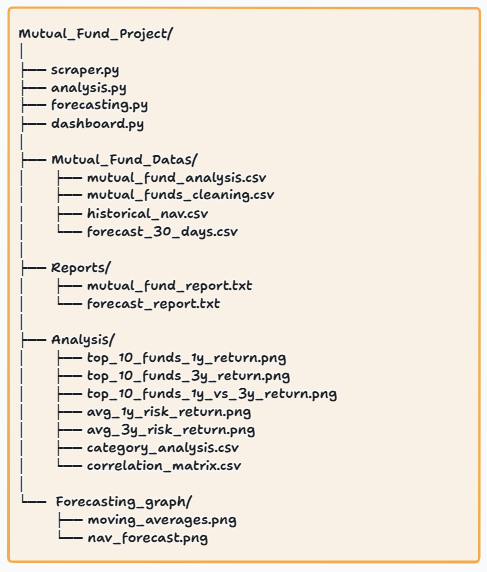 Mutual_Fund_Project/
│
├── scraper.py
├── analysis.py
├── forecasting.py
├── dashboard.py
│
├── Mutual_Fund_Datas/
│      ├── mutual_fund_analysis.csv
│      ├── mutual_funds_cleaning.csv
│      ├── historical_nav.csv
│      └── forecast_30_days.csv
│
├── Reports/
│      ├── mutual_fund_report.txt
│      └── forecast_report.txt
│
├── Analysis/
│      ├── top_10_funds_1y_return.png
│      ├── top_10_funds_3y_return.png
│      ├── top_10_funds_1y_vs_3y_return.png
│      ├── avg_1y_risk_return.png
│      ├── avg_3y_risk_return.png
│      ├── category_analysis.csv
│      └── correlation_matrix.csv
│
└── Forecasting_graph/
       ├── moving_averages.png
       └── nav_forecast.png